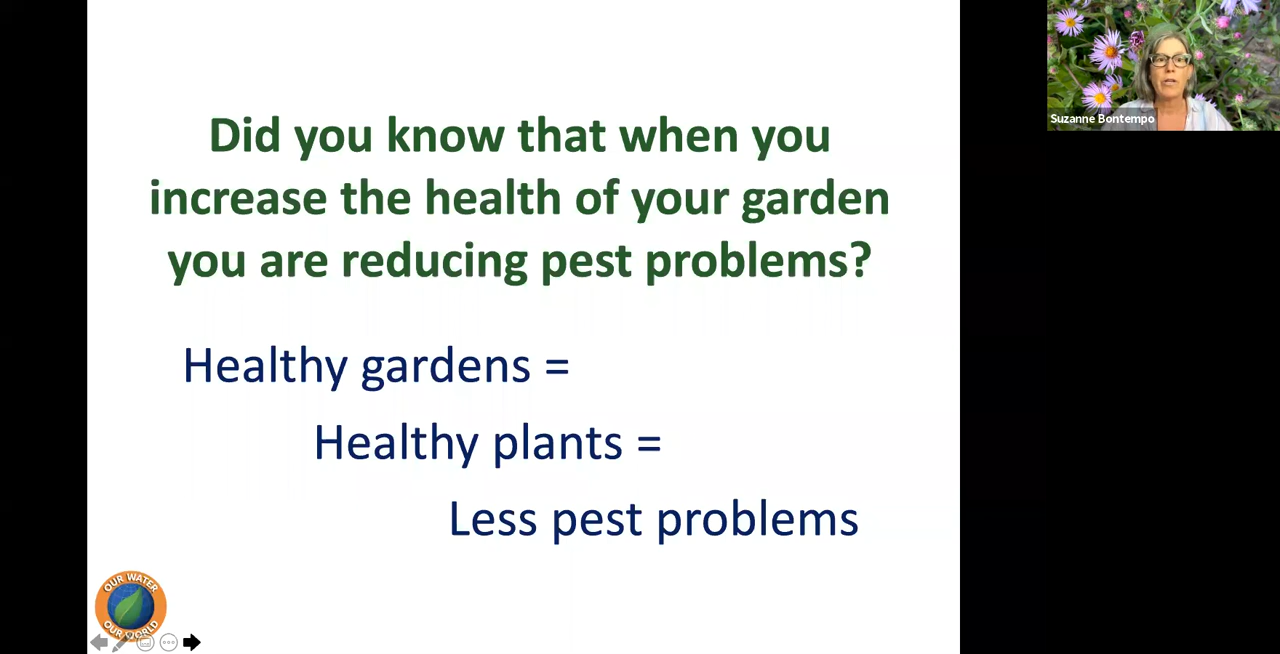 Did you know that when you
increase the health of your garden
you are reducing pest problems?
Healthy gardens =
Healthy plants =
Less pest problems
OUR WATER
OUR WORLD
Suzanne Bontempo